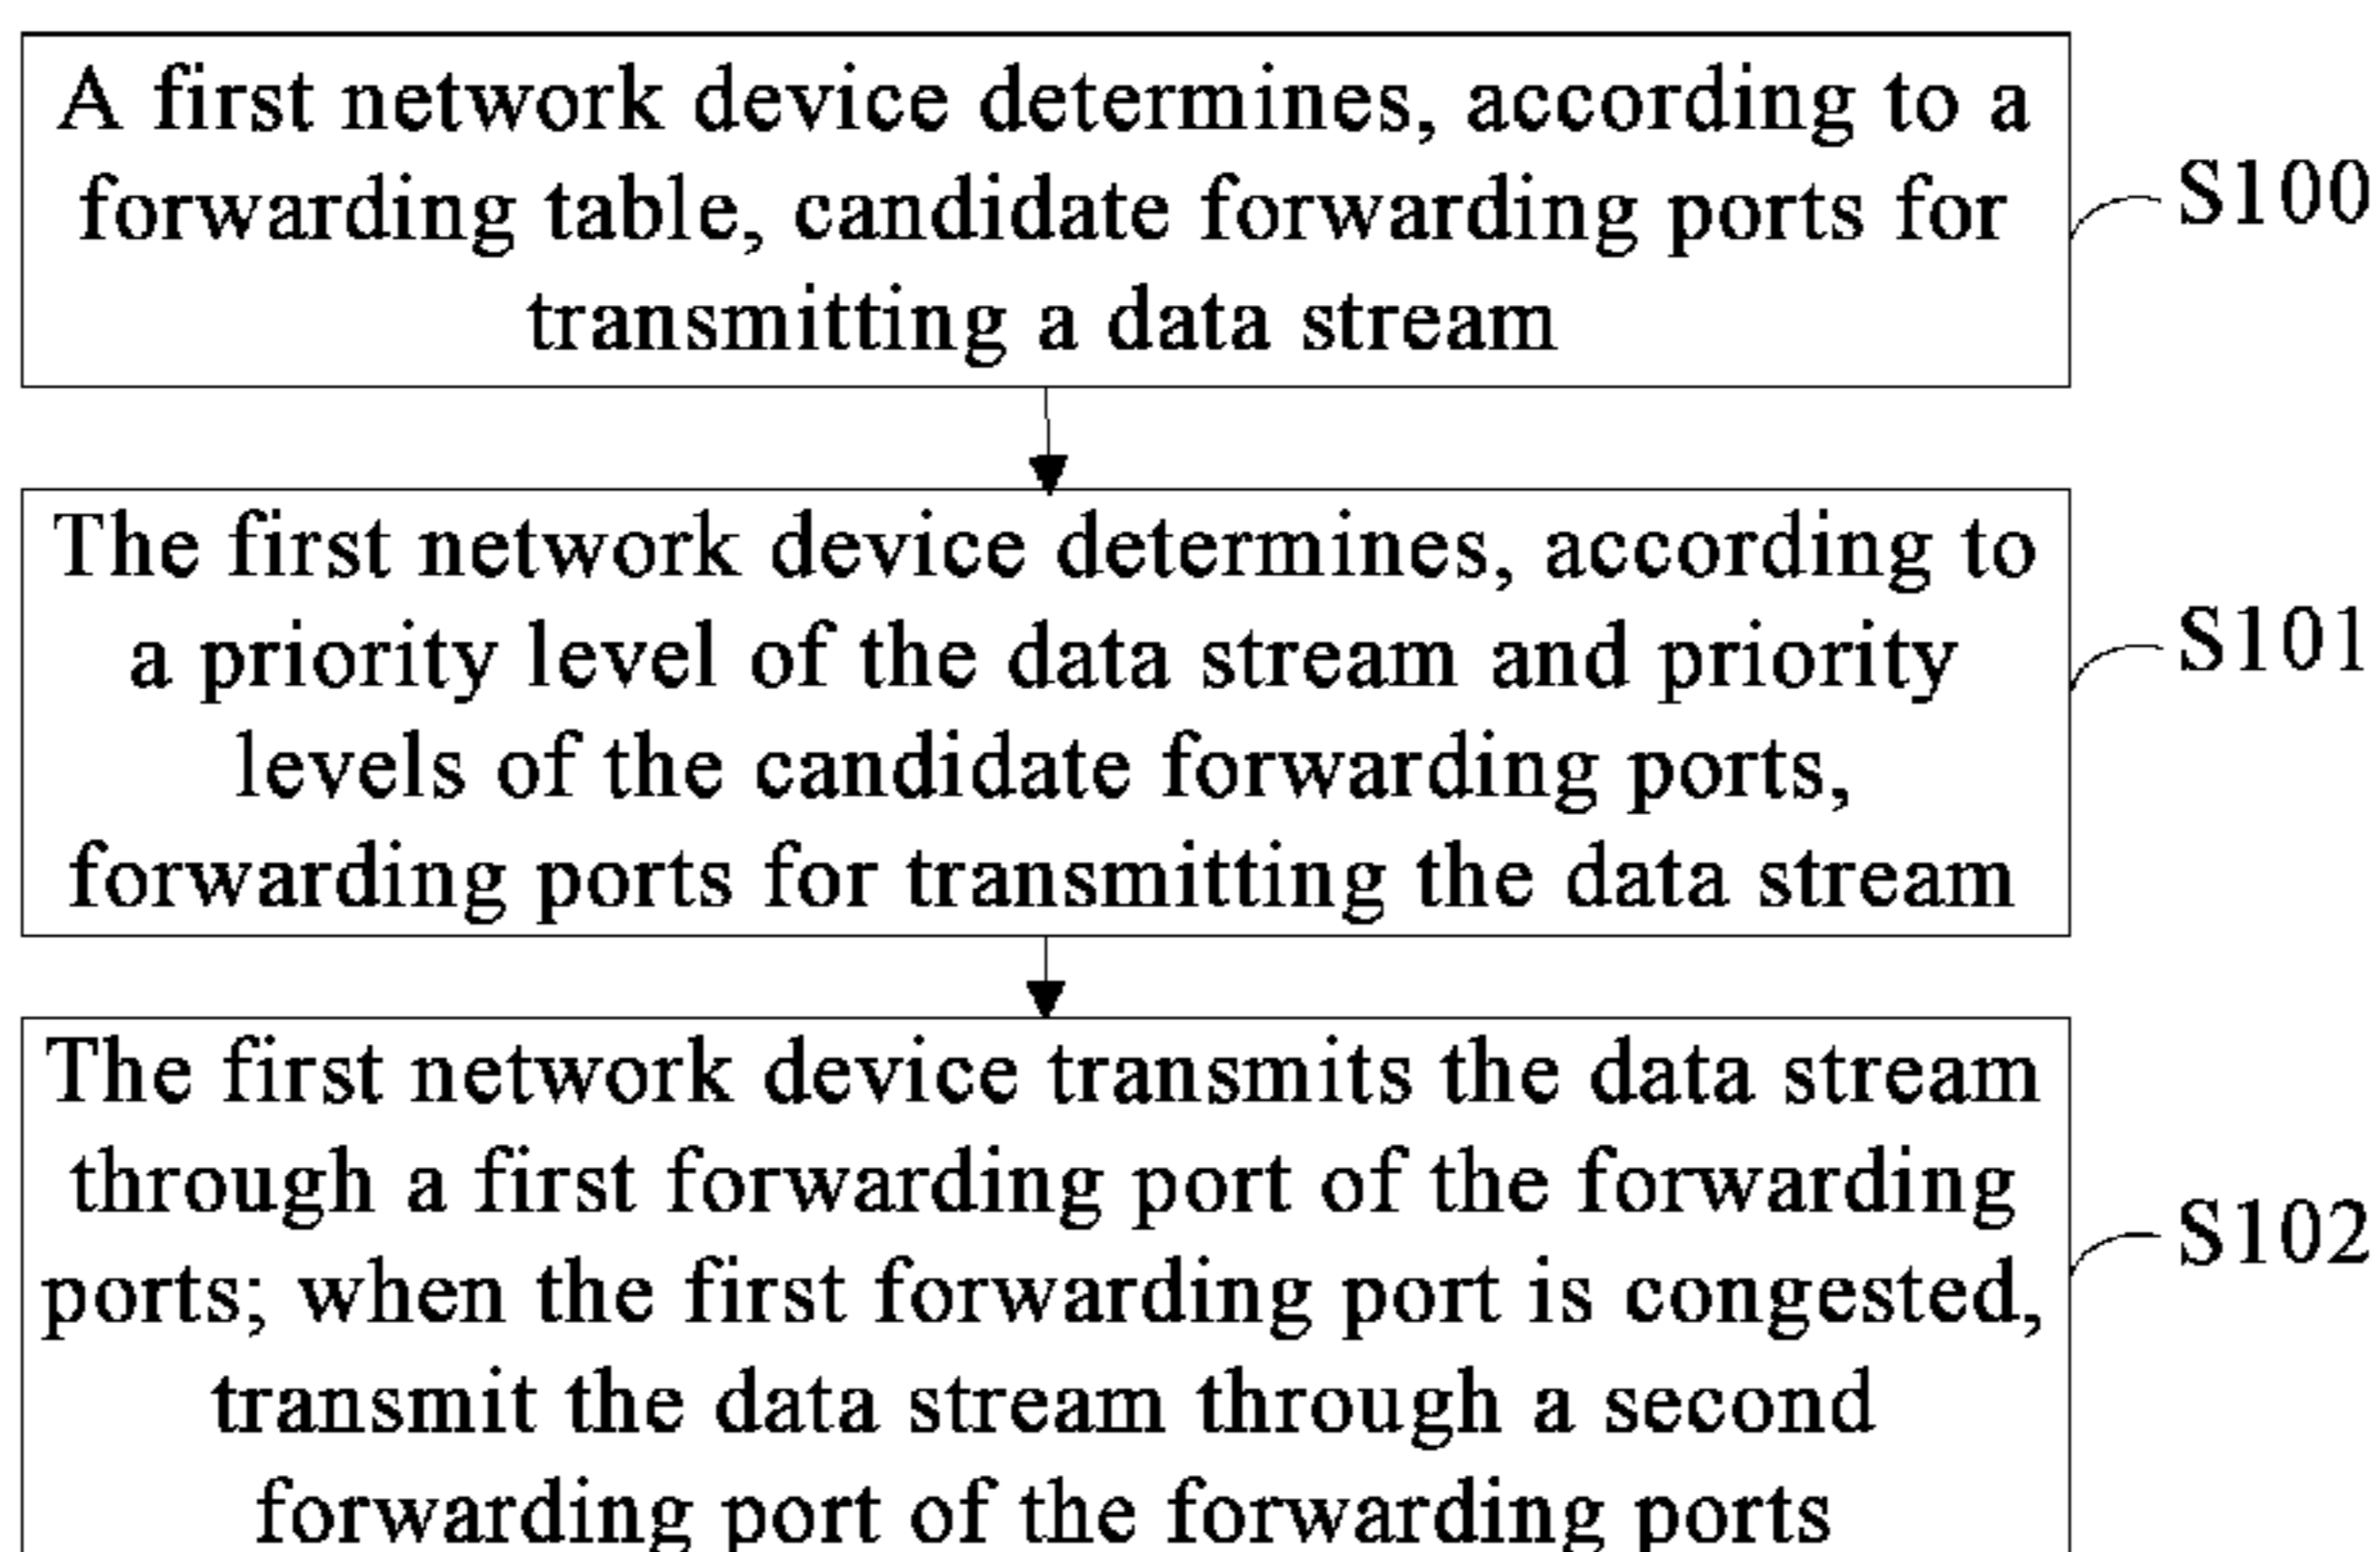 A first network device determines, according to a
forwarding table, candidate forwarding ports for
transmitting a data stream
S100
The first network device determines, according to
a priority level of the data stream and priority
levels of the candidate forwarding ports,
forwarding ports for transmitting the data stream
S101
The first network device transmits the data stream
through a first forwarding port of the forwarding
ports; when the first forwarding port is congested,
transmit the data stream through a second
forwarding port of the forwarding ports
S102